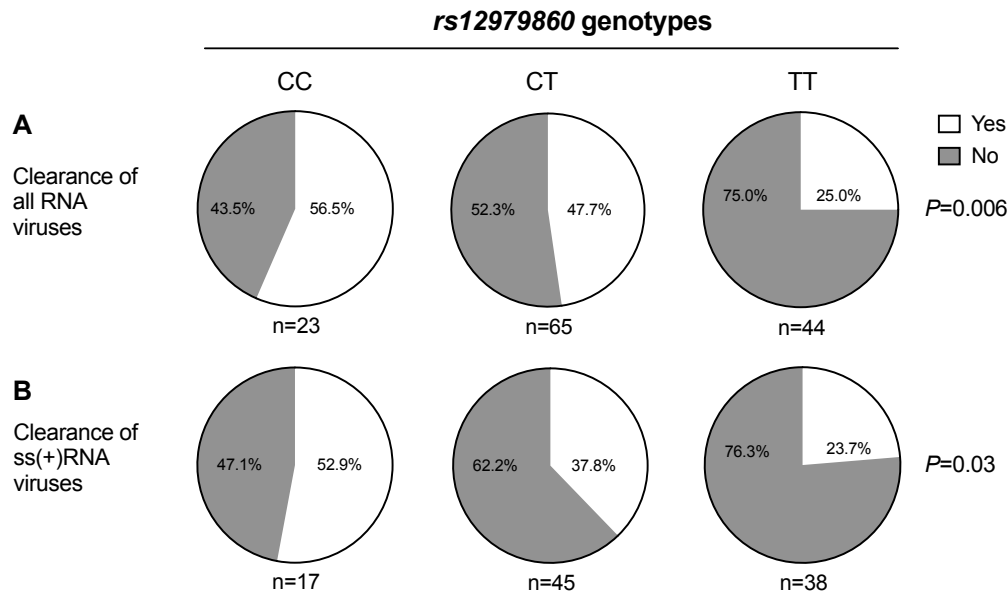 rs12979860 genotypes
CC
CT
TT
A
Clearance of
all RNA
viruses
43.5%
56.5%
52.3%
47.7%
75.0%
25.0%
Yes
No
P=0.006
n=23
n=65
n=44
B
Clearance of
ss(+)RNA
viruses
47.1%
52.9%
62.2%
37.8%
76.3%
23.7%
P=0.03
n=17
n=45
n=38